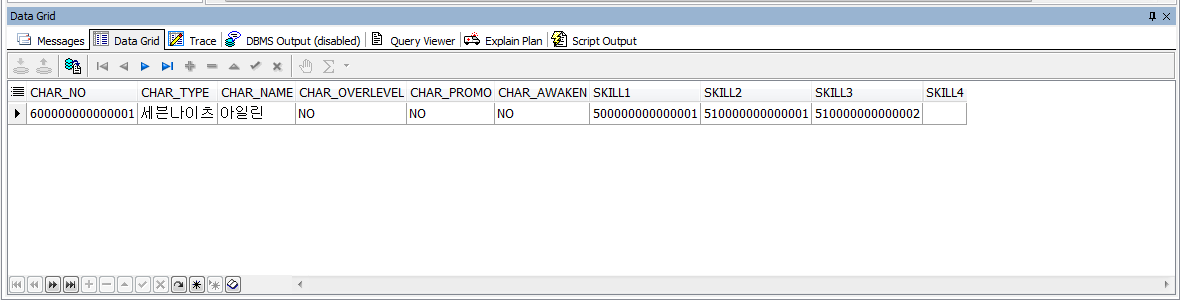 Data Grid
Messages Data Grid Trace DBMS Output (disabled) Query Viewer Explain Plan Script Output
CHAR_NO CHAR_TYPE CHAR_NAME CHAR_OVERLEVEL CHAR_PROMO CHAR_AWAKEN SKILL1 SKILL2 SKILL3 SKILL4
600000000000001 세븐나이츠 아일린 NO NO NO 500000000000001 510000000000001 510000000000002